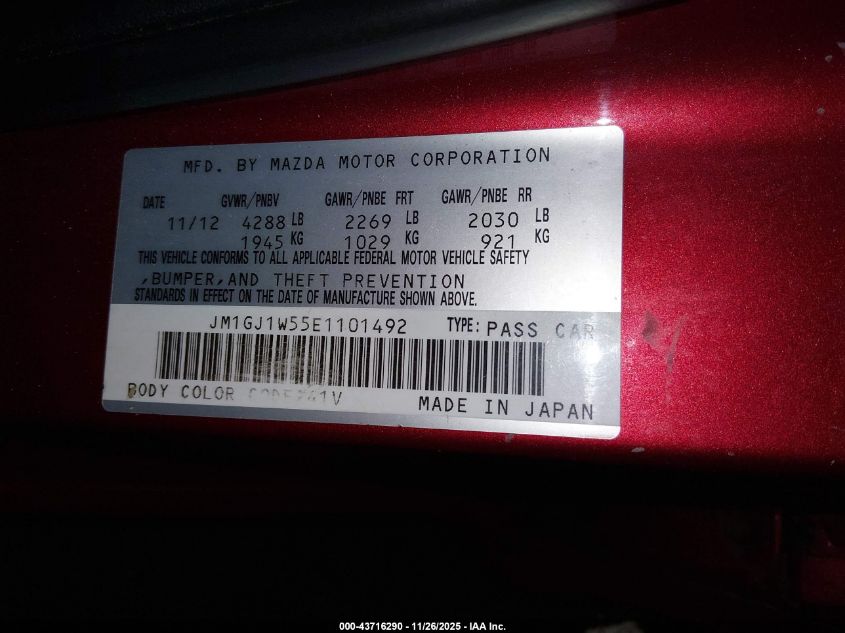 MFD. BY MAZDA MOTOR CORPORATION
DATE GVWR/PNBV GAWR/PNBE FRT GAWR/PNBE RR
11/12 4288 LB 2269 LB 2030 LB
1945 KG 1029 KG 921 KG
THIS VEHICLE CONFORMS TO ALL APPLICABLE FEDERAL MOTOR VEHICLE SAFETY
,BUMPER,AND THEFT PREVENTION
STANDARDS IN EFFECT ON THE DATE OF MANUFACTURE SHOWN ABOVE.
JM1GJ1W55E1101492 TYPE: PASS CAR
BODY COLOR CODE:41V
MADE IN JAPAN
000-43716290 - 11/26/2025 - IAA Inc.